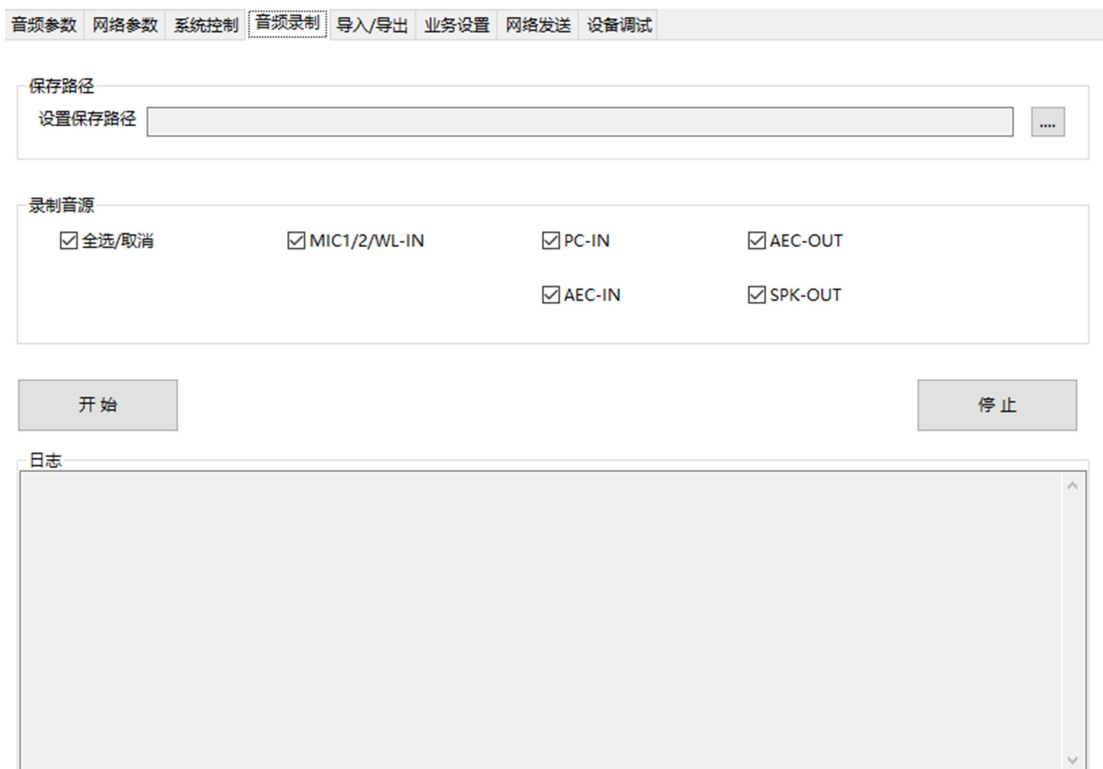 音频参数 网络参数 系统控制 音频录制 导入/导出 业务设置 网络发送 设备调试
保存路径
设置保存路径 ....
录制音源
全选/取消 MIC1/2/WL-IN PC-IN AEC-OUT
AEC-IN SPK-OUT
开 始 停 止
日志